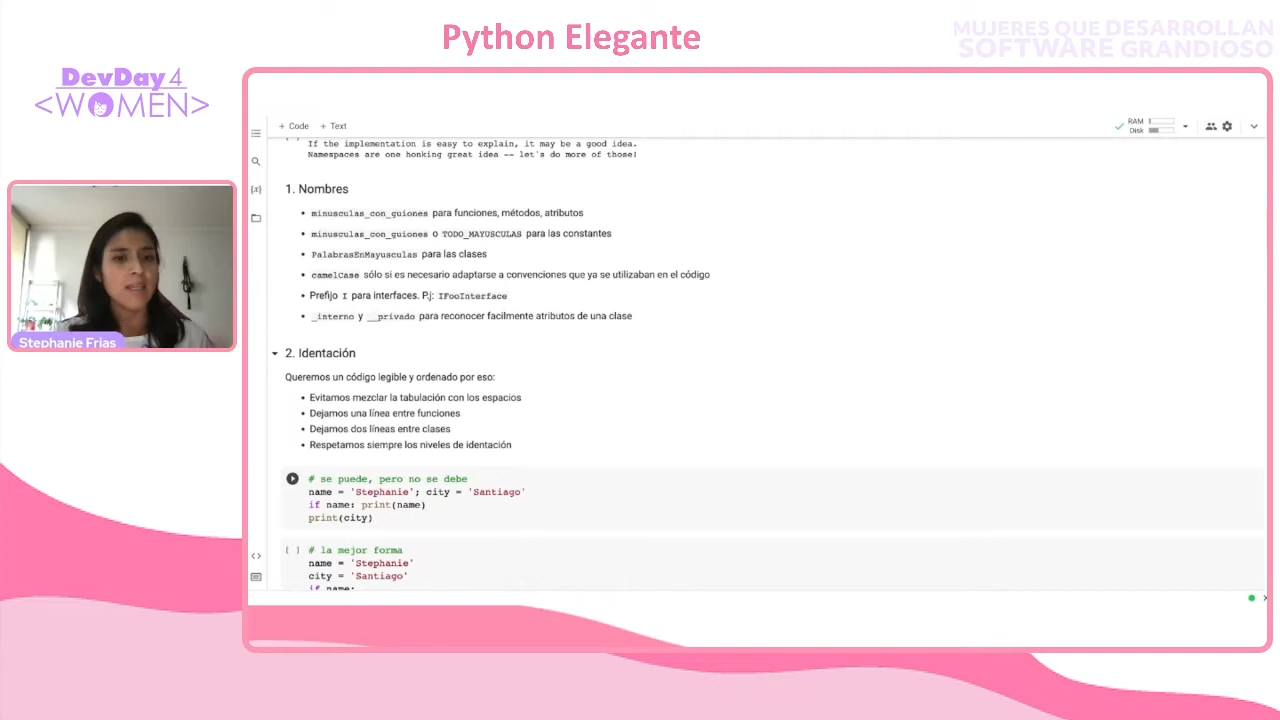 Python Elegante
MUJERES QUE DESARROLLAN
SOFTWARE GRANDIOSO
DevDay4
<WOMEN>
Stephanie Frias
+ Code + Text
RAM
Disk
If the implementation is easy to explain, it may be a good idea.
Namespaces are one honking great idea -- let's do more of those!
1. Nombres
• minusculas_con_guiones para funciones, métodos, atributos
• minusculas_con_guiones o TODO_MAYUSCULAS para las constantes
• PalabrasEnMayusculas para las clases
• camelCase sólo si es necesario adaptarse a convenciones que ya se utilizaban en el código
• Prefijo I para interfaces. P.j: IFooInterface
• _interno y __privado para reconocer facilmente atributos de una clase
2. Identación
Queremos un código legible y ordenado por eso:
• Evitamos mezclar la tabulación con los espacios
• Dejamos una línea entre funciones
• Dejamos dos líneas entre clases
• Respetamos siempre los niveles de identación
# se puede, pero no se debe
name = 'Stephanie'; city = 'Santiago'
if name: print(name)
print(city)
[ ] # la mejor forma
name = 'Stephanie'
city = 'Santiago'
if name: